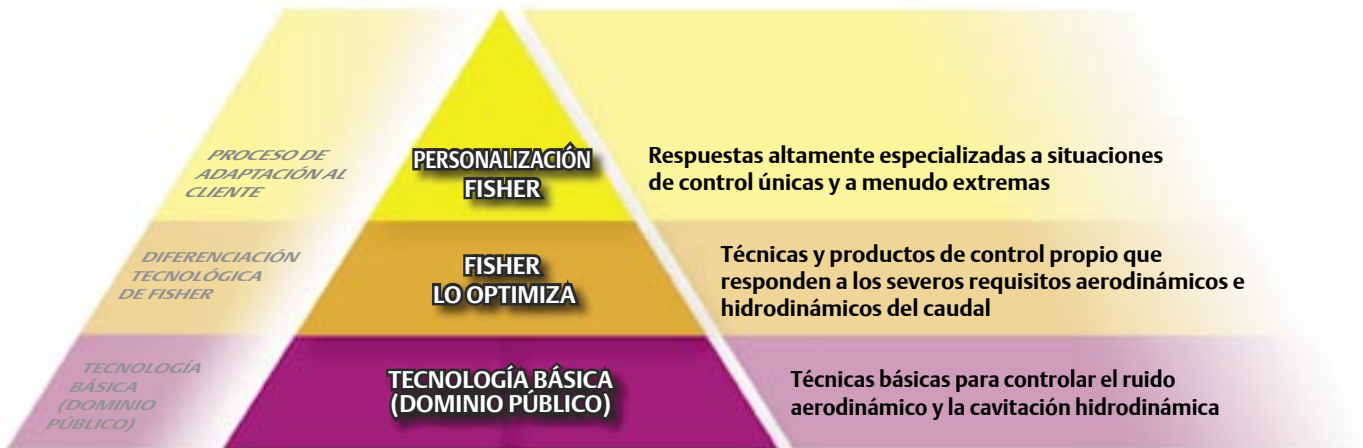 PROCESO DE
ADAPTACIÓN AL
CLIENTE
PERSONALIZACIÓN
FISHER
Respuestas altamente especializadas a situaciones
de control únicas y a menudo extremas
DIFERENCIACIÓN
TECNOLÓGICA
DE FISHER
FISHER
LO OPTIMIZA
Técnicas y productos de control propio que
responden a los severos requisitos aerodinámicos e
hidrodinámicos del caudal
TECNOLOGÍA
BÁSICA
(DOMINIO
PÚBLICO)
TECNOLOGÍA BÁSICA
(DOMINIO PÚBLICO)
Técnicas básicas para controlar el ruido
aerodinámico y la cavitación hidrodinámica